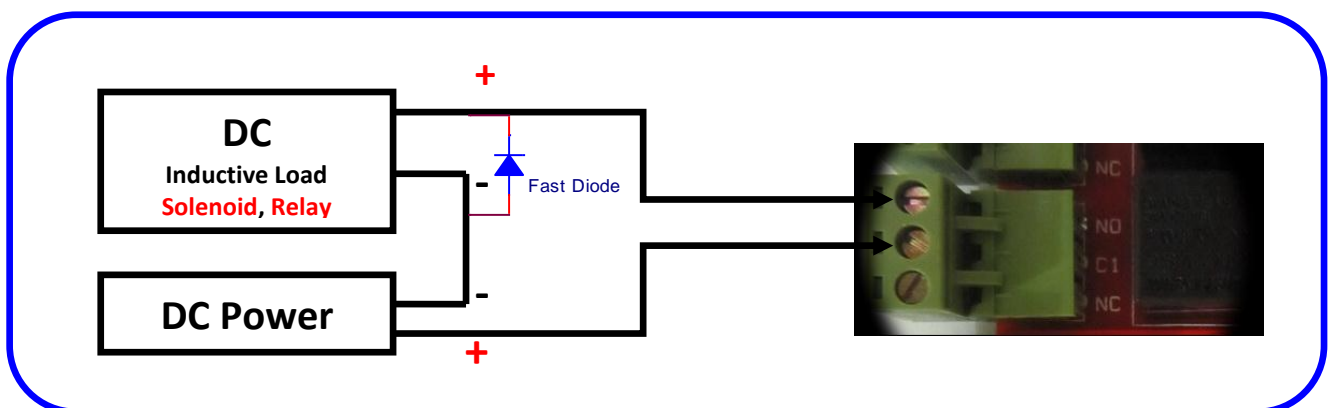 +
DC
Inductive Load
Solenoid, Relay
-
Fast Diode
-
DC Power
+
NC
NO
C1
NC